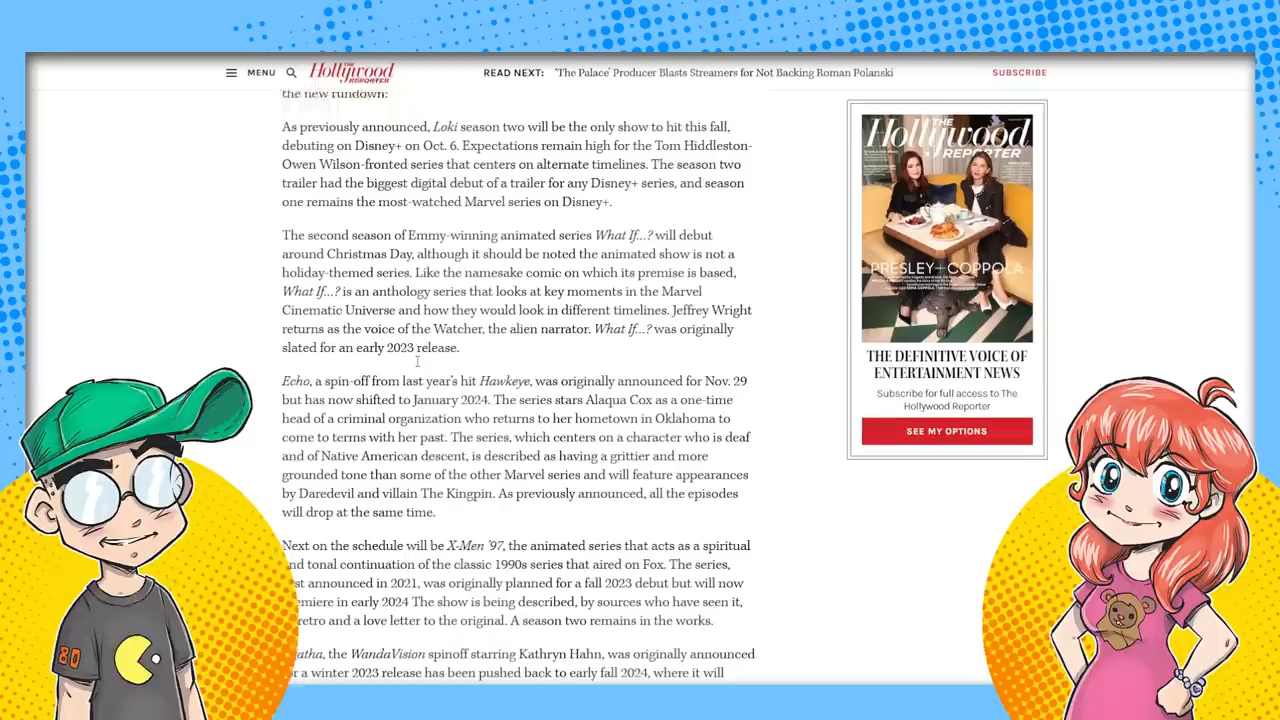 MENU
THE
Hollywood
REPORTER
READ NEXT: 'The Palace' Producer Blasts Streamers for Not Backing Roman Polanski
SUBSCRIBE
the new rundown:
As previously announced, Loki season two will be the only show to hit this fall,
debuting on Disney+ on Oct. 6. Expectations remain high for the Tom Hiddleston-
Owen Wilson-fronted series that centers on alternate timelines. The season two
trailer had the biggest digital debut of a trailer for any Disney+ series, and season
one remains the most-watched Marvel series on Disney+.
The second season of Emmy-winning animated series What If...? will debut
around Christmas Day, although it should be noted the animated show is not a
holiday-themed series. Like the namesake comic on which its premise is based,
What If...? is an anthology series that looks at key moments in the Marvel
Cinematic Universe and how they would look in different timelines. Jeffrey Wright
returns as the voice of the Watcher, the alien narrator. What If...? was originally
slated for an early 2023 release.
Echo, a spin-off from last year's hit Hawkeye, was originally announced for Nov. 29
but has now shifted to January 2024. The series stars Alaqua Cox as a one-time
head of a criminal organization who returns to her hometown in Oklahoma to
come to terms with her past. The series, which centers on a character who is deaf
and of Native American descent, is described as having a grittier and more
grounded tone than some of the other Marvel series and will feature appearances
by Daredevil and villain The Kingpin. As previously announced, all the episodes
will drop at the same time.
Next on the schedule will be X-Men '97, the animated series that acts as a spiritual
nd tonal continuation of the classic 1990s series that aired on Fox. The series,
st announced in 2021, was originally planned for a fall 2023 debut but will now
emiere in early 2024 The show is being described, by sources who have seen it,
retro and a love letter to the original. A season two remains in the works.
atha, the WandaVision spinoff starring Kathryn Hahn, was originally announced
r a winter 2023 release has been pushed back to early fall 2024, where it will
THE
Hollywood
REPORTER
PRESLEY+COPPOLA
THE DEFINITIVE VOICE OF
ENTERTAINMENT NEWS
Subscribe for full access to The
Hollywood Reporter
SEE MY OPTIONS
80